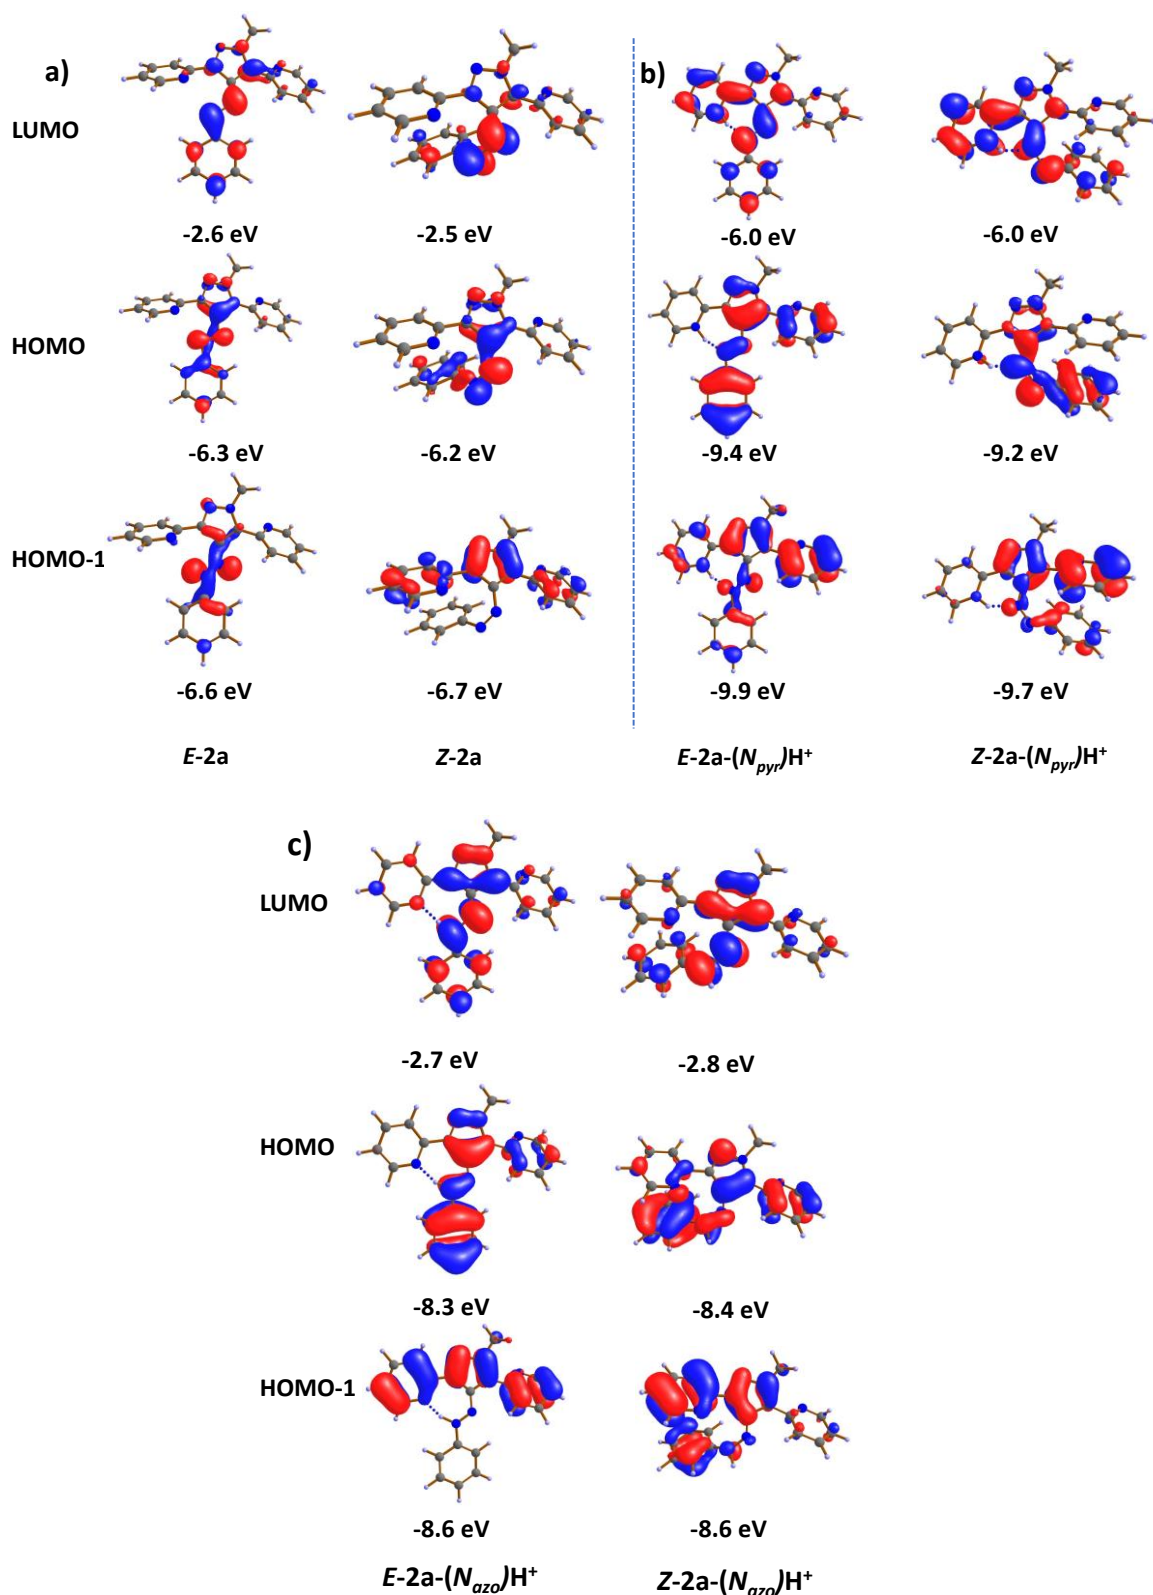 a) b)
LUMO
-2.6 eV -2.5 eV -6.0 eV -6.0 eV
HOMO
-6.3 eV -6.2 eV -9.4 eV -9.2 eV
HOMO-1
-6.6 eV -6.7 eV -9.9 eV -9.7 eV
E-2a Z-2a E-2a-(Npyr)H⁺ Z-2a-(Npyr)H⁺
c)
LUMO
-2.7 eV -2.8 eV
HOMO
-8.3 eV -8.4 eV
HOMO-1
-8.6 eV -8.6 eV
E-2a-(Nazo)H⁺ Z-2a-(Nazo)H⁺